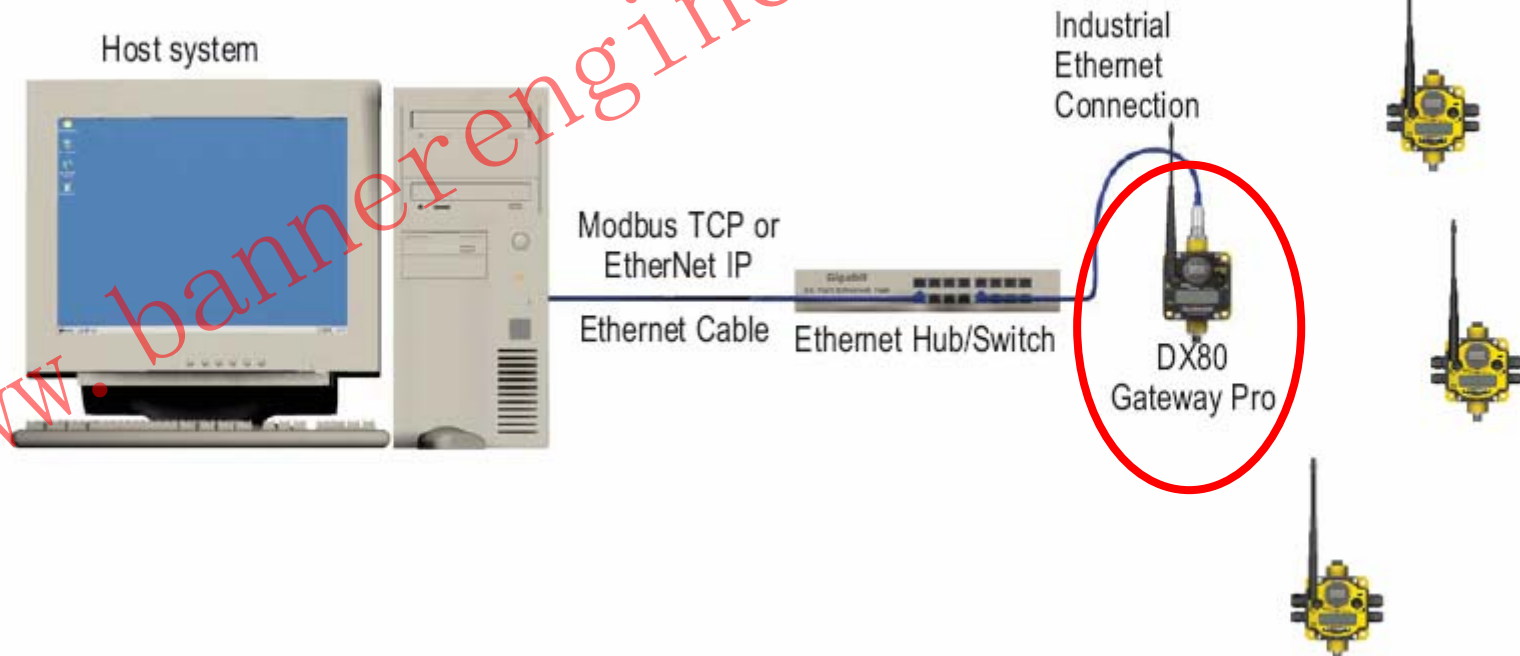 Host system
Industrial
Ethernet
Connection
Modbus TCP or
EtherNet IP
Ethernet Cable
Gigabit
Ethernet Hub/Switch
DX80
Gateway Pro
w.bannerengine